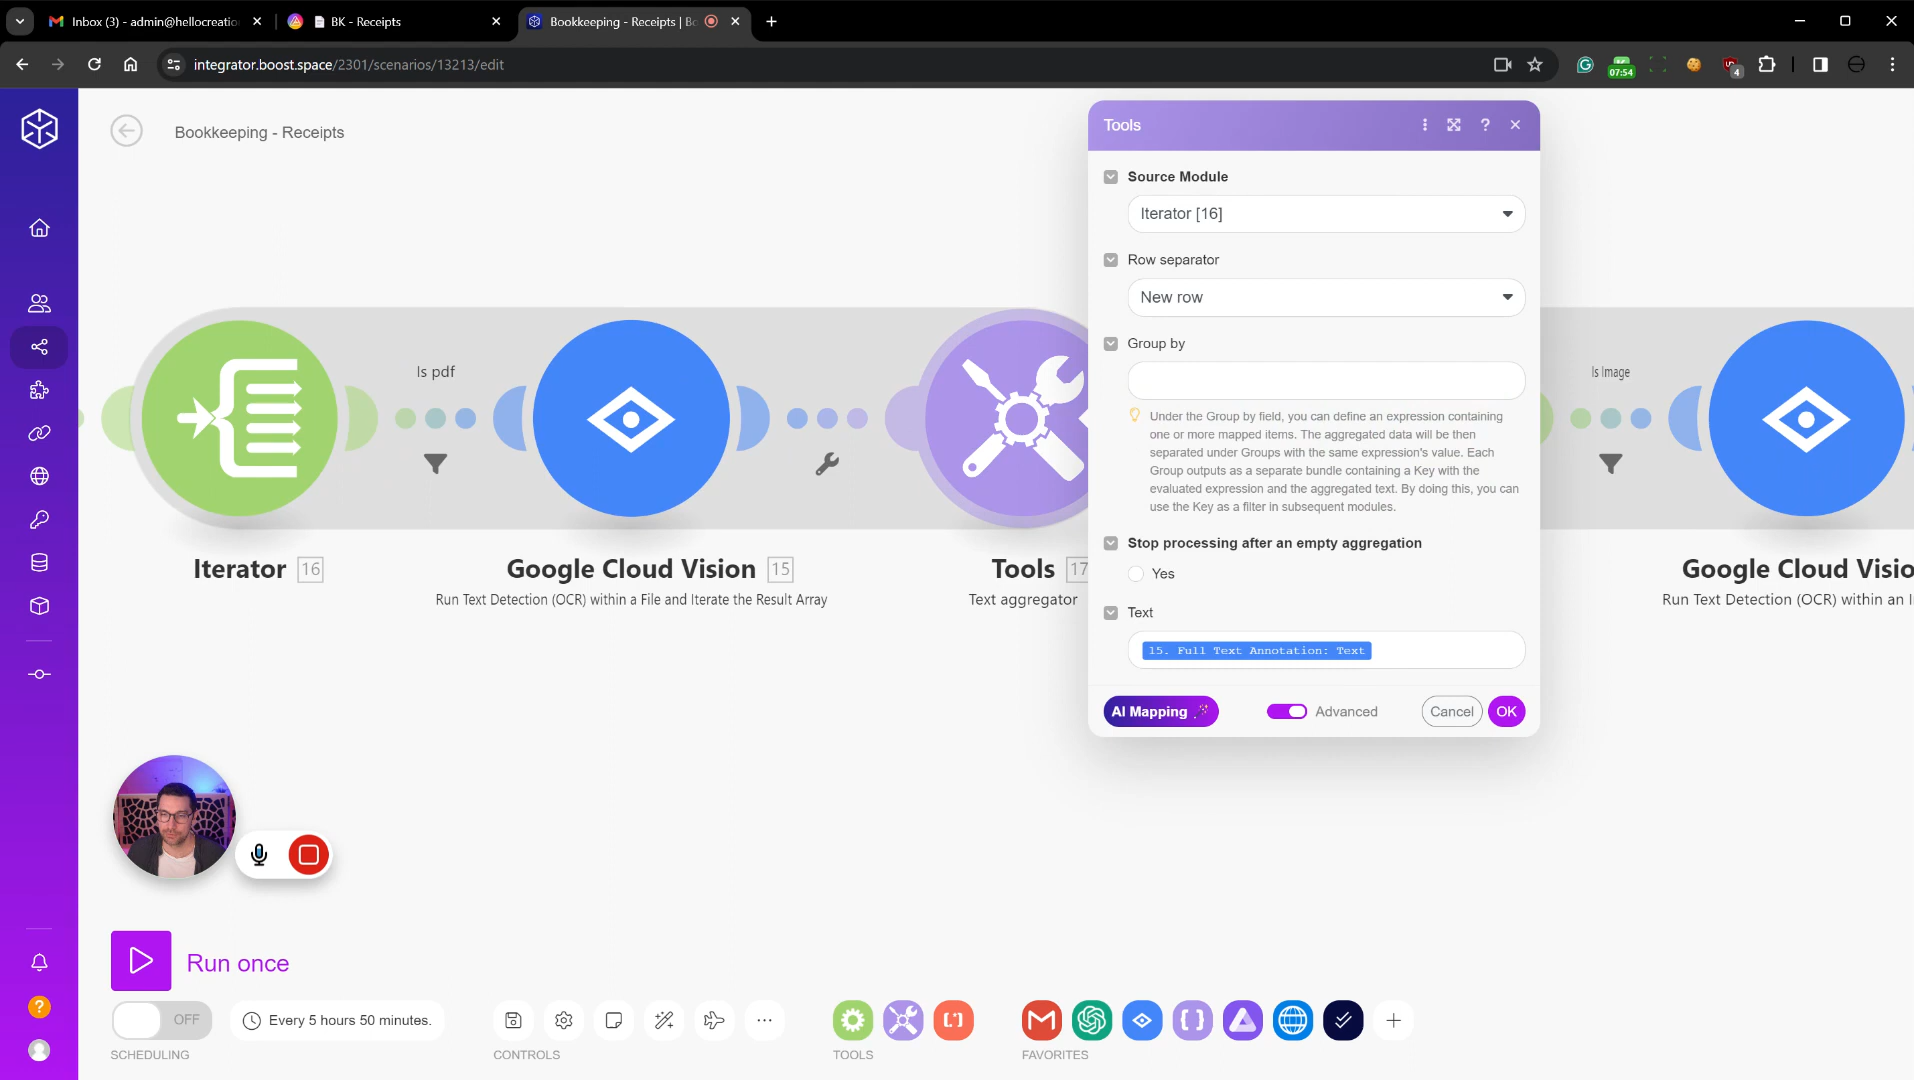 Inbox (3) - admin@hellocreatio
BK - Receipts
Bookkeeping - Receipts | Bo
integrator.boost.space/2301/scenarios/13213/edit
07:54
4
Bookkeeping - Receipts
Tools
Source Module
Iterator [16]
Row separator
New row
Group by
Under the Group by field, you can define an expression containing
one or more mapped items. The aggregated data will be then
separated under Groups with the same expression's value. Each
Group outputs as a separate bundle containing a Key with the
evaluated expression and the aggregated text. By doing this, you can
use the Key as a filter in subsequent modules.
Stop processing after an empty aggregation
Yes
Text
15. Full Text Annotation: Text
AI Mapping
Advanced
Cancel
OK
Is pdf
Is Image
Iterator 16
Google Cloud Vision 15
Run Text Detection (OCR) within a File and Iterate the Result Array
Tools 17
Text aggregator
Google Cloud Visio
Run Text Detection (OCR) within an I
Run once
OFF
Every 5 hours 50 minutes.
SCHEDULING
CONTROLS
TOOLS
FAVORITES